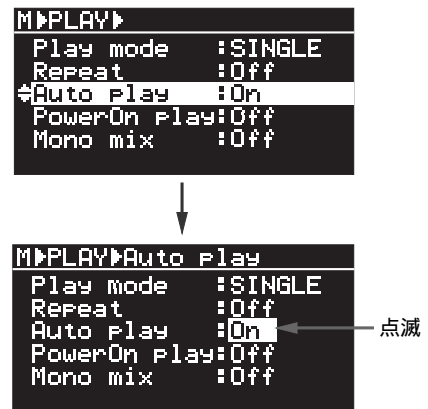 M▶PLAY▶
Play mode :SINGLE
Repeat :Off
Auto play :On
PowerOn play:Off
Mono mix :Off
M▶PLAY▶Auto play
Play mode :SINGLE
Repeat :Off
Auto play :On
点滅
PowerOn play:Off
Mono mix :Off